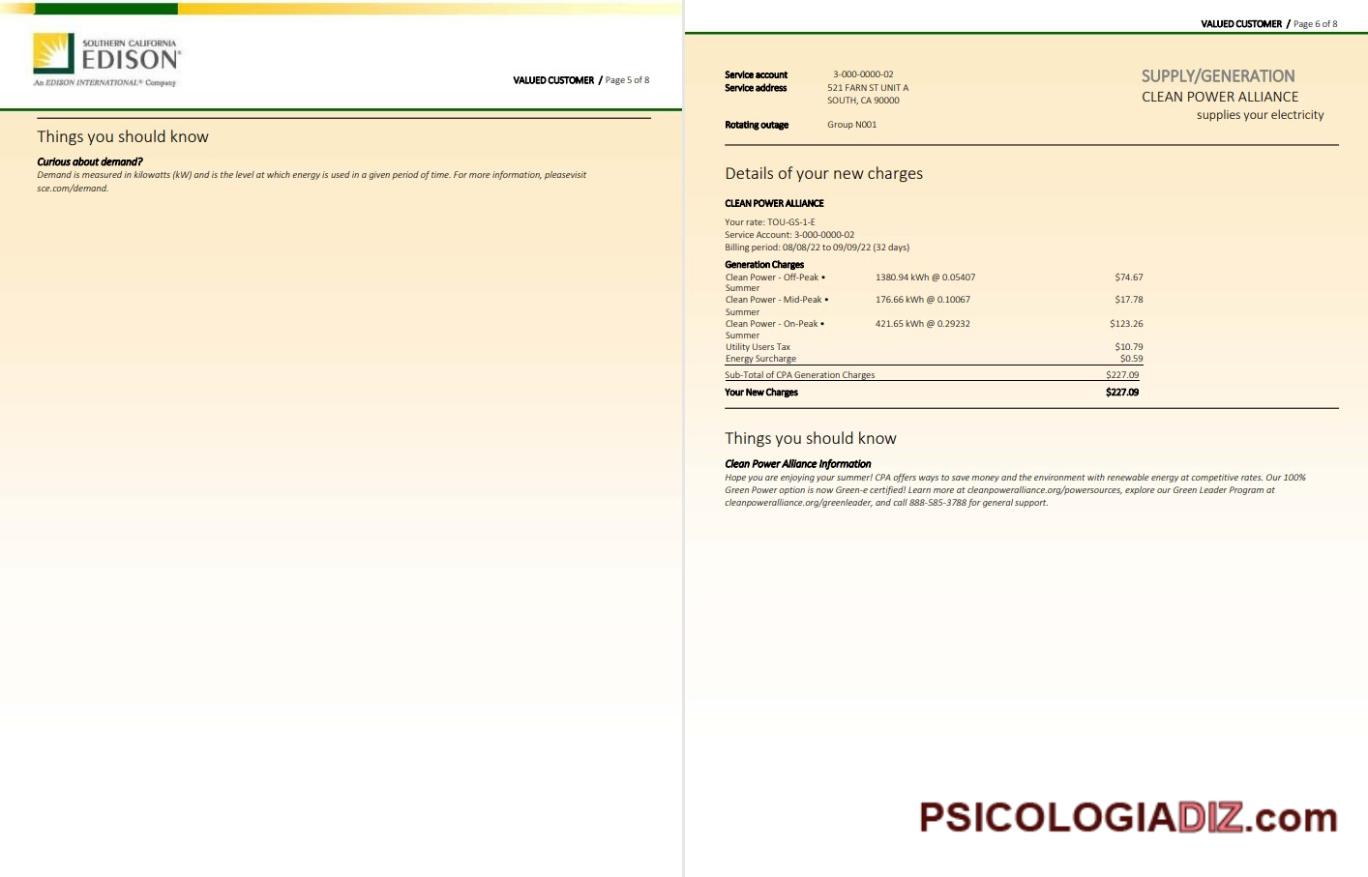 SOUTHERN CALIFORNIA
EDISON®
An EDISON INTERNATIONAL® Company
VALUED CUSTOMER / Page 5 of 8
Things you should know
Curious about demand?
Demand is measured in kilowatts (kW) and is the level at which energy is used in a given period of time. For more information, pleasevisit
sce.com/demand.
VALUED CUSTOMER / Page 6 of 8
Service account 3-000-0000-02
Service address 521 FARN ST UNIT A
SOUTH, CA 90000
Rotating outage Group N001
SUPPLY/GENERATION
CLEAN POWER ALLIANCE
supplies your electricity
Details of your new charges
CLEAN POWER ALLIANCE
Your rate: TOU-GS-1-E
Service Account: 3-000-0000-02
Billing period: 08/08/22 to 09/09/22 (32 days)
Generation Charges
Clean Power - Off-Peak • 1380.94 kWh @ 0.05407 $74.67
Summer
Clean Power - Mid-Peak • 176.66 kWh @ 0.10067 $17.78
Summer
Clean Power - On-Peak • 421.65 kWh @ 0.29232 $123.26
Summer
Utility Users Tax $10.79
Energy Surcharge $0.59
Sub-Total of CPA Generation Charges $227.09
Your New Charges $227.09
Things you should know
Clean Power Alliance Information
Hope you are enjoying your summer! CPA offers ways to save money and the environment with renewable energy at competitive rates. Our 100%
Green Power option is now Green-e certified! Learn more at cleanpoweralliance.org/powersources, explore our Green Leader Program at
cleanpoweralliance.org/greenleader, and call 888-585-3788 for general support.
PSICOLOGIADIZ.com